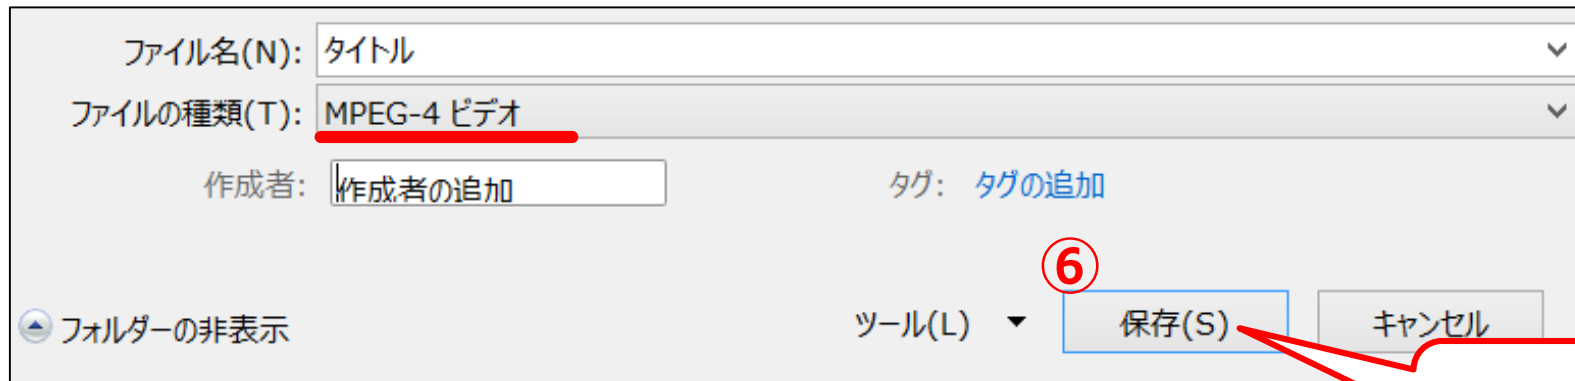 ファイル名(N): タイトル
ファイルの種類(T): MPEG-4 ビデオ
作成者: 作成者の追加 タグ: タグの追加
⑥
フォルダーの非表示 ツール(L) 保存(S) キャンセル